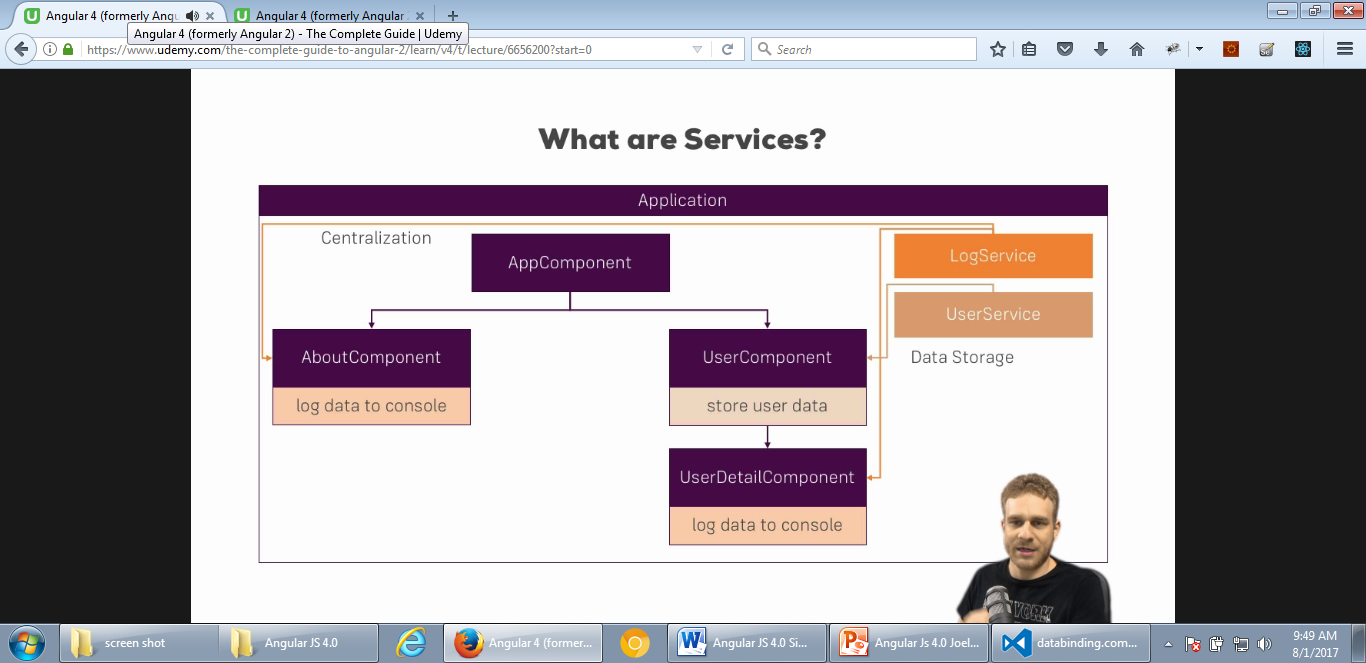 Angular 4 (formerly Angu
Angular 4 (formerly Angular
Angular 4 (formerly Angular 2) - The Complete Guide | Udemy
https://www.udemy.com/the-complete-guide-to-angular-2/learn/v4/t/lecture/6656200?start=0
Search
What are Services?
Application
Centralization
AppComponent
LogService
UserService
AboutComponent
UserComponent
Data Storage
log data to console
store user data
UserDetailComponent
log data to console
screen shot
Angular JS 4.0
Angular 4 (former...
Angular JS 4.0 Si...
Angular Js 4.0 Joel...
databinding.com...
9:49 AM
8/1/2017